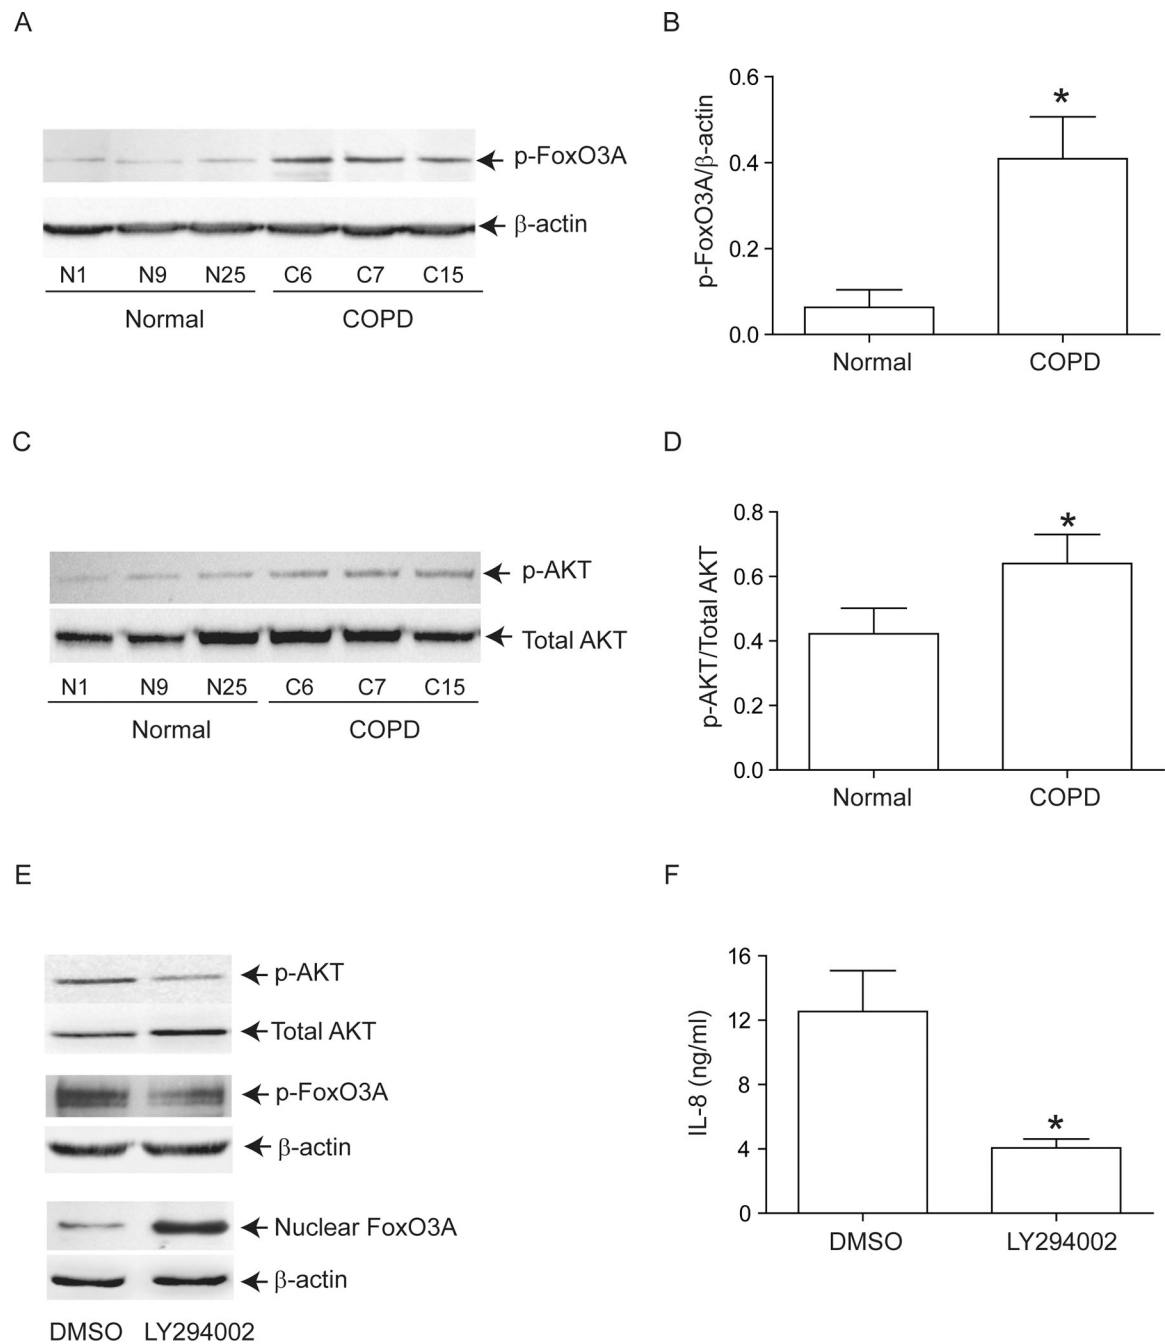 A
p-FoxO3A
β-actin
N1 N9 N25 C6 C7 C15
Normal COPD
B
p-FoxO3A/β-actin
0.6
0.4
0.2
0.0
*
Normal COPD
C
p-AKT
Total AKT
N1 N9 N25 C6 C7 C15
Normal COPD
D
p-AKT/Total AKT
0.8
0.6
0.4
0.2
0.0
*
Normal COPD
E
p-AKT
Total AKT
p-FoxO3A
β-actin
Nuclear FoxO3A
β-actin
DMSO LY294002
F
IL-8 (ng/ml)
16
12
8
4
0
*
DMSO LY294002